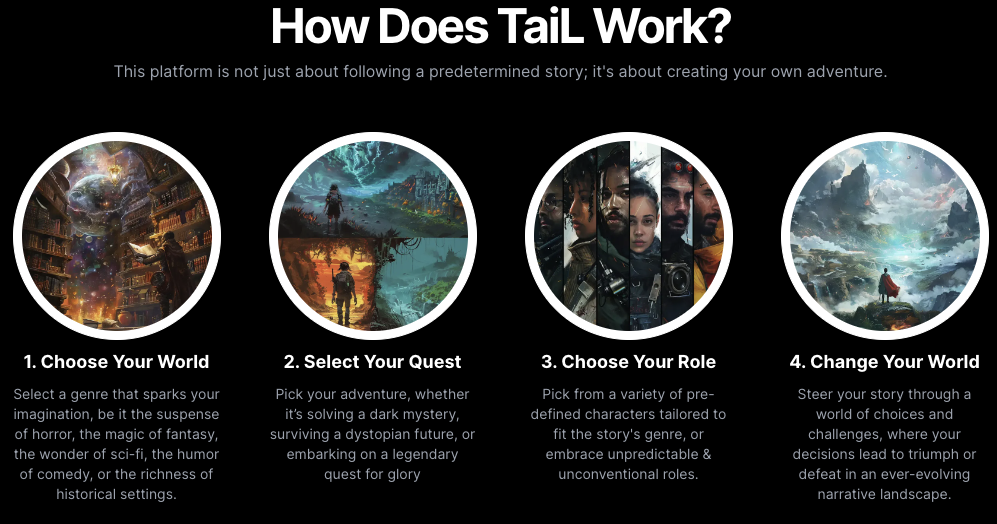 How Does TaiL Work?
This platform is not just about following a predetermined story; it's about creating your own adventure.
1. Choose Your World
Select a genre that sparks your
imagination, be it the suspense
of horror, the magic of fantasy,
the wonder of sci-fi, the humor
of comedy, or the richness of
historical settings.
2. Select Your Quest
Pick your adventure, whether
it’s solving a dark mystery,
surviving a dystopian future, or
embarking on a legendary
quest for glory
3. Choose Your Role
Pick from a variety of pre-
defined characters tailored to
fit the story's genre, or
embrace unpredictable &
unconventional roles.
4. Change Your World
Steer your story through a
world of choices and
challenges, where your
decisions lead to triumph or
defeat in an ever-evolving
narrative landscape.